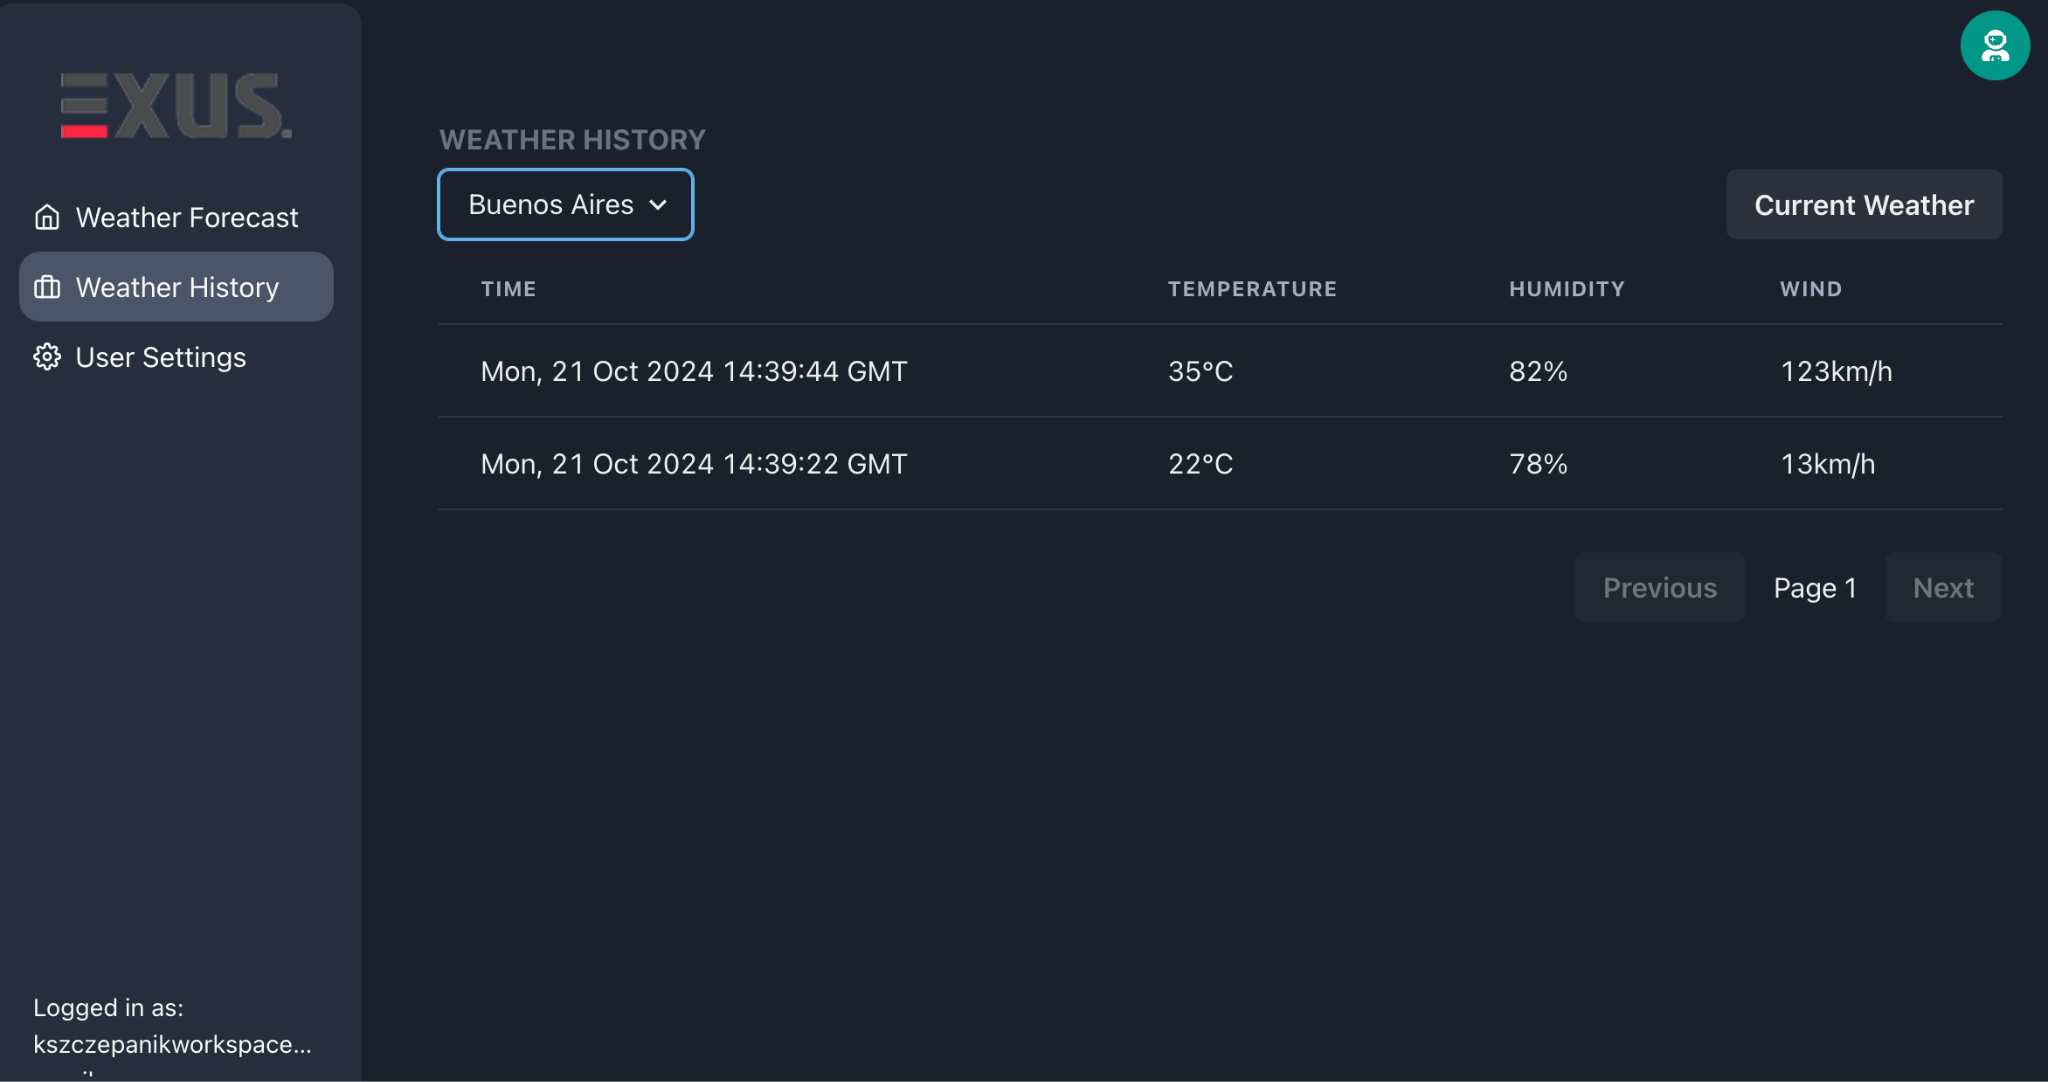 EXUS.
Weather Forecast
Weather History
User Settings
Logged in as:
kszczepanikworkspace...
WEATHER HISTORY
Buenos Aires
Current Weather
TIME TEMPERATURE HUMIDITY WIND
Mon, 21 Oct 2024 14:39:44 GMT 35°C 82% 123km/h
Mon, 21 Oct 2024 14:39:22 GMT 22°C 78% 13km/h
Previous Page 1 Next